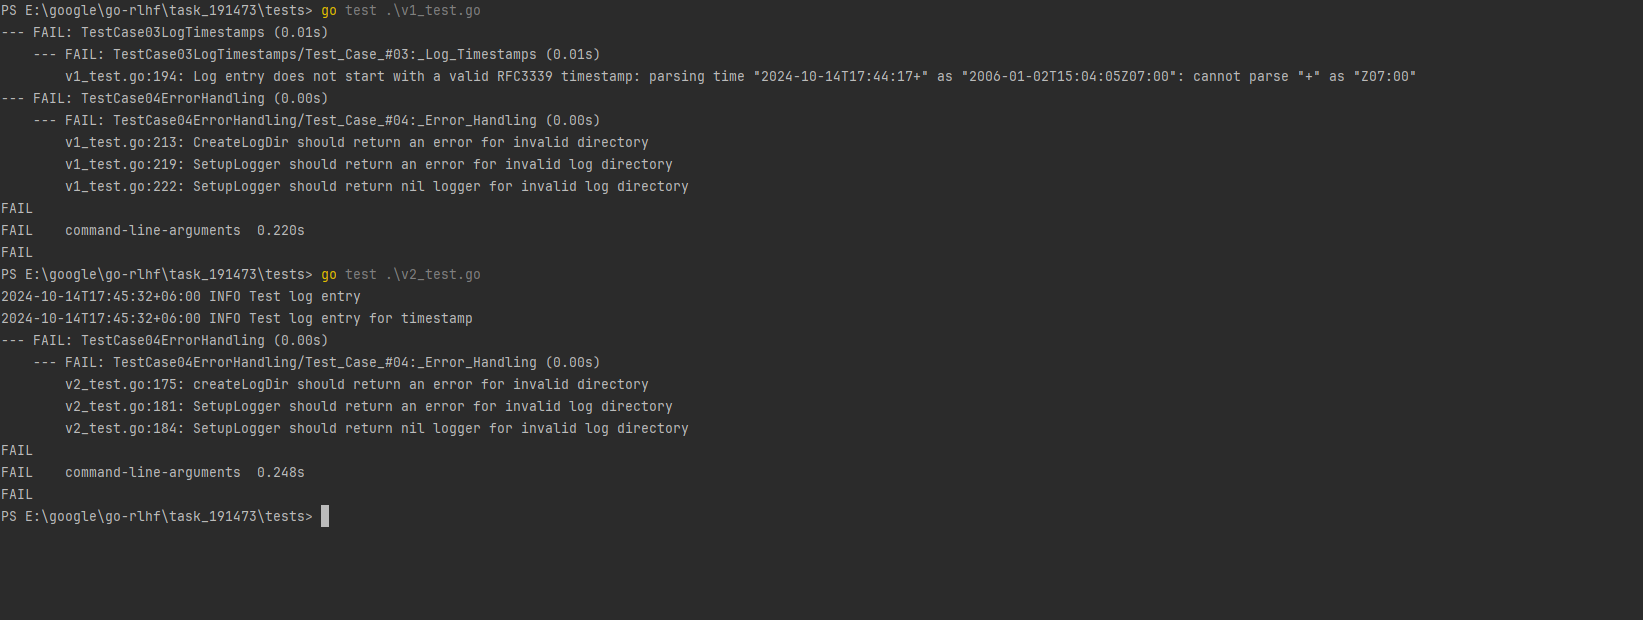 PS E:\google\go-rlhf\task_191473\tests> go test .\v1_test.go
--- FAIL: TestCase03LogTimestamps (0.01s)
    --- FAIL: TestCase03LogTimestamps/Test_Case_#03:_Log_Timestamps (0.01s)
        v1_test.go:194: Log entry does not start with a valid RFC3339 timestamp: parsing time "2024-10-14T17:44:17+" as "2006-01-02T15:04:05Z07:00": cannot parse "+" as "Z07:00"
--- FAIL: TestCase04ErrorHandling (0.00s)
    --- FAIL: TestCase04ErrorHandling/Test_Case_#04:_Error_Handling (0.00s)
        v1_test.go:213: CreateLogDir should return an error for invalid directory
        v1_test.go:219: SetupLogger should return an error for invalid log directory
        v1_test.go:222: SetupLogger should return nil logger for invalid log directory
FAIL
FAIL    command-line-arguments  0.220s
FAIL
PS E:\google\go-rlhf\task_191473\tests> go test .\v2_test.go
2024-10-14T17:45:32+06:00 INFO Test log entry
2024-10-14T17:45:32+06:00 INFO Test log entry for timestamp
--- FAIL: TestCase04ErrorHandling (0.00s)
    --- FAIL: TestCase04ErrorHandling/Test_Case_#04:_Error_Handling (0.00s)
        v2_test.go:175: createLogDir should return an error for invalid directory
        v2_test.go:181: SetupLogger should return an error for invalid log directory
        v2_test.go:184: SetupLogger should return nil logger for invalid log directory
FAIL
FAIL    command-line-arguments  0.248s
FAIL
PS E:\google\go-rlhf\task_191473\tests>